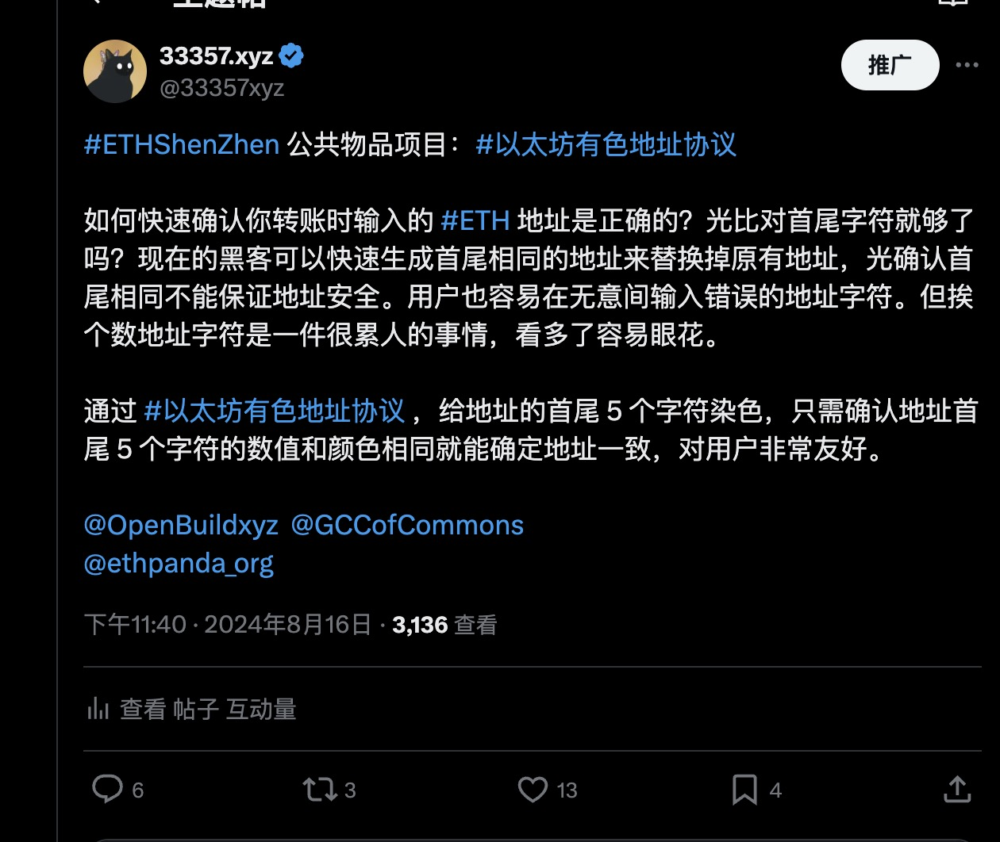 主题帖
33357.xyz
@33357xyz
推广
#ETHShenZhen 公共物品项目：#以太坊有色地址协议
如何快速确认你转账时输入的 #ETH 地址是正确的？光比对首尾字符就够了
吗？现在的黑客可以快速生成首尾相同的地址来替换掉原有地址，光确认首
尾相同不能保证地址安全。用户也容易在无意间输入错误的地址字符。但挨
个数地址字符是一件很累人的事情，看多了容易眼花。
通过 #以太坊有色地址协议 ，给地址的首尾 5 个字符染色，只需确认地址首
尾 5 个字符的数值和颜色相同就能确定地址一致，对用户非常友好。
@OpenBuildxyz @GCCofCommons
@ethpanda_org
下午11:40 · 2024年8月16日 · 3,136 查看
查看 帖子 互动量
6 3 13 4